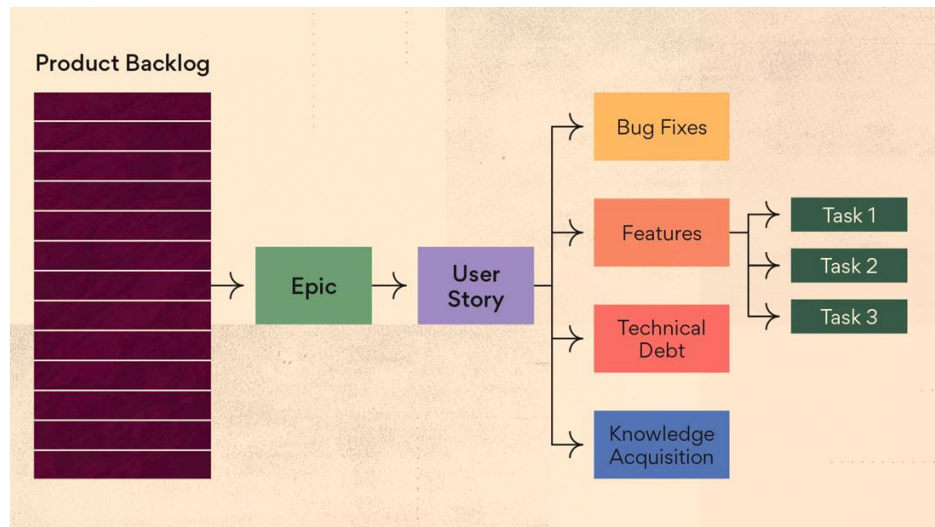 Product Backlog
Epic
User
Story
Bug Fixes
Features
Technical
Debt
Knowledge
Acquisition
Task 1
Task 2
Task 3